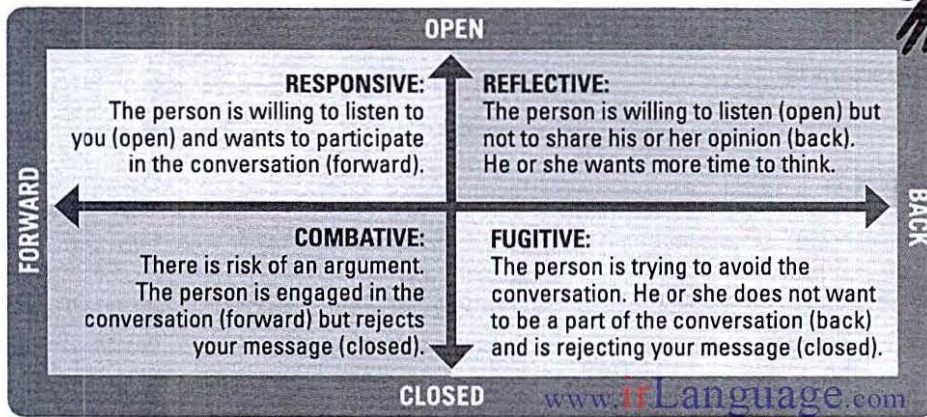 OPEN
RESPONSIVE:
The person is willing to listen to
you (open) and wants to participate
in the conversation (forward).
REFLECTIVE:
The person is willing to listen (open) but
not to share his or her opinion (back).
He or she wants more time to think.
FORWARD
BACK
COMBATIVE:
There is risk of an argument.
The person is engaged in the
conversation (forward) but rejects
your message (closed).
FUGITIVE:
The person is trying to avoid the
conversation. He or she does not want
to be a part of the conversation (back)
and is rejecting your message (closed).
CLOSED
www.irLanguage.com